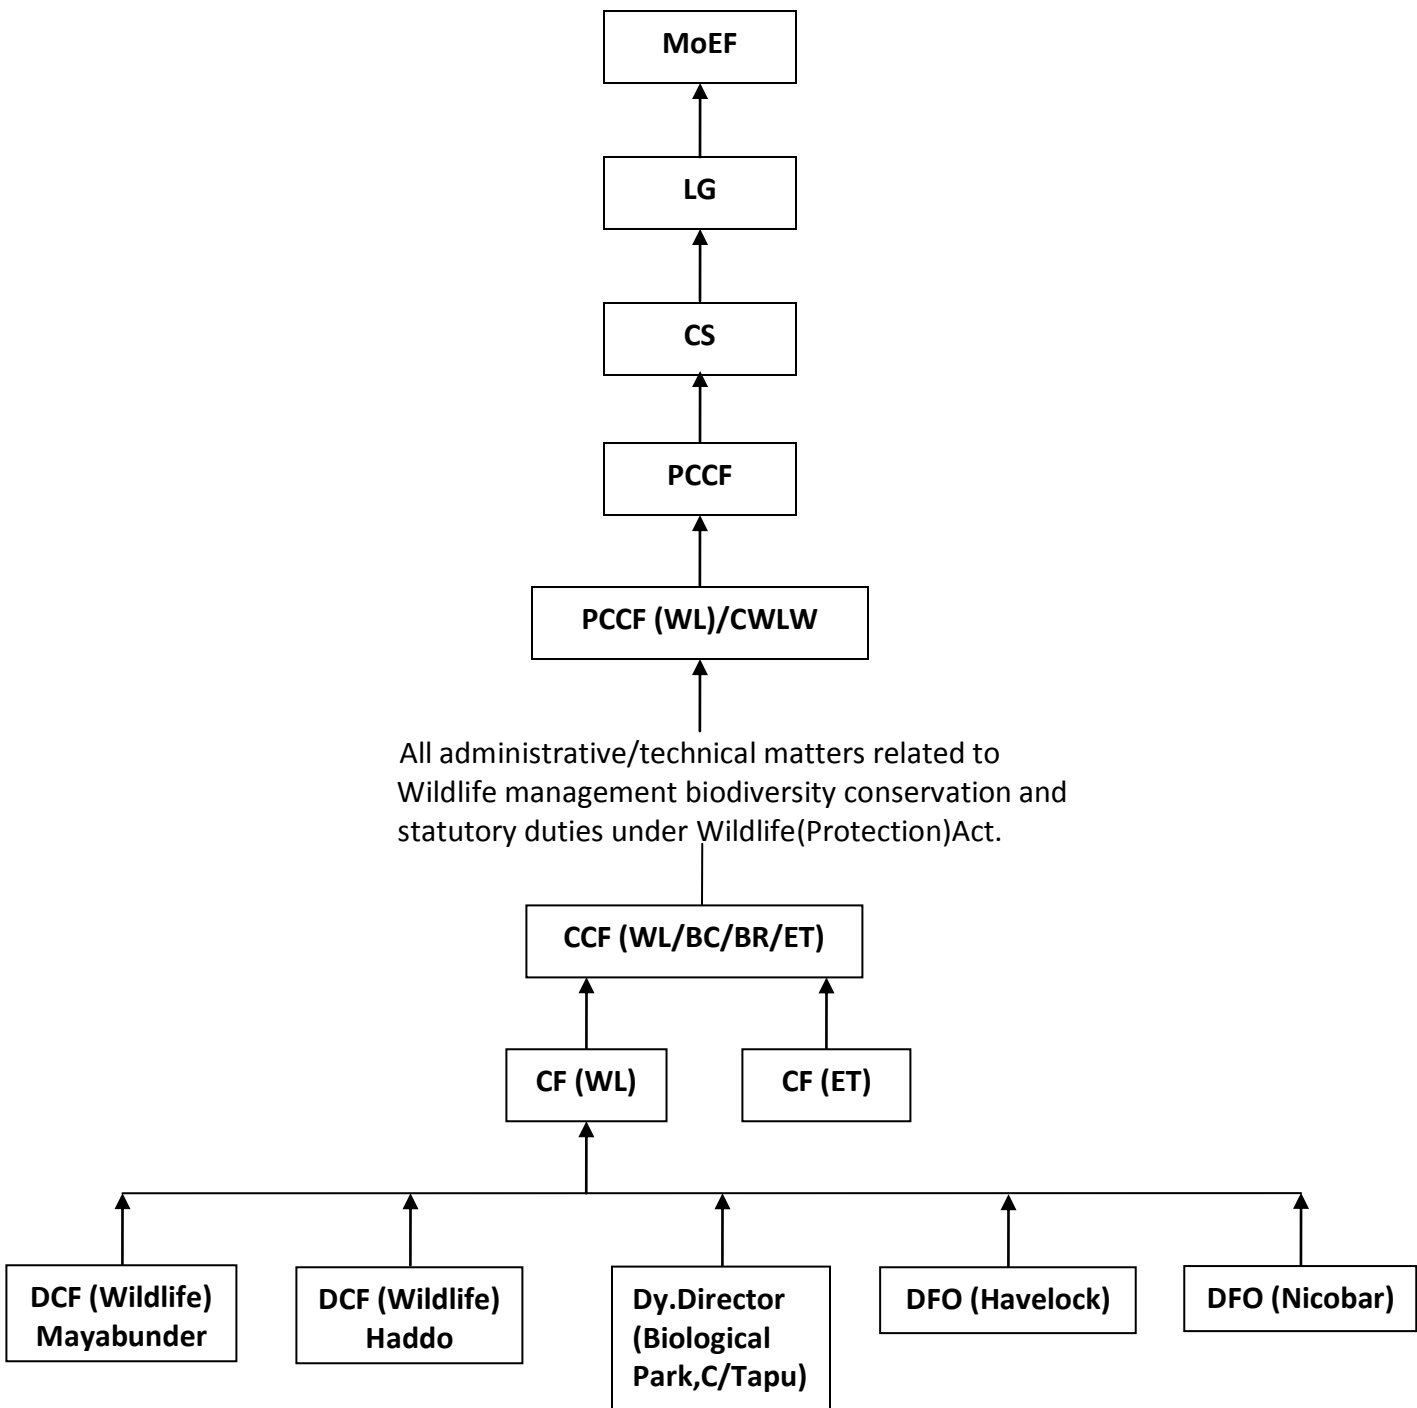 MoEF
LG
CS
PCCF
PCCF (WL)/CWLW
All administrative/technical matters related to
Wildlife management biodiversity conservation and
statutory duties under Wildlife(Protection)Act.
CCF (WL/BC/BR/ET)
CF (WL)
CF (ET)
DCF (Wildlife)
Mayabunder
DCF (Wildlife)
Haddo
Dy.Director
(Biological
Park,C/Tapu)
DFO (Havelock)
DFO (Nicobar)